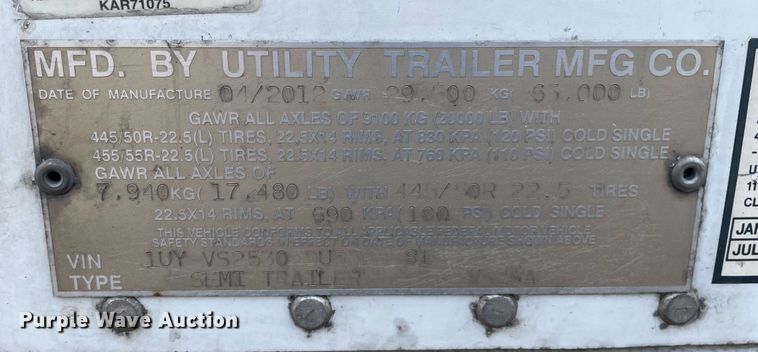 KAR71075
MFD. BY UTILITY TRAILER MFG CO.
DATE OF MANUFACTURE 04/2012 GVWR KG( 65,000 LB)
GAWR ALL AXLES OF 9100 KG (20000 LB) WITH
445/50R-22.5(L) TIRES, 22.5X14 RIMS, AT 830 KPA (120 PSI) COLD SINGLE
455/55R-22.5(L) TIRES, 22.5X14 RIMS, AT 760 KPA (110 PSI) COLD SINGLE
GAWR ALL AXLES OF
7,940KG( 17,480 LB) WITH 445/50R 22.5 TIRES
22.5X14 RIMS, AT 690 KPA(100 PSI) COLD SINGLE
THIS VEHICLE CONFORMS TO ALL APPLICABLE FEDERAL MOTOR VEHICLE
SAFETY STANDARDS IN EFFECT ON DATE OF MANUFACTURE SHOWN ABOVE
VIN 1UY VS2530
TYPE SEMI TRAILER
JAN
JUL
Purple Wave Auction